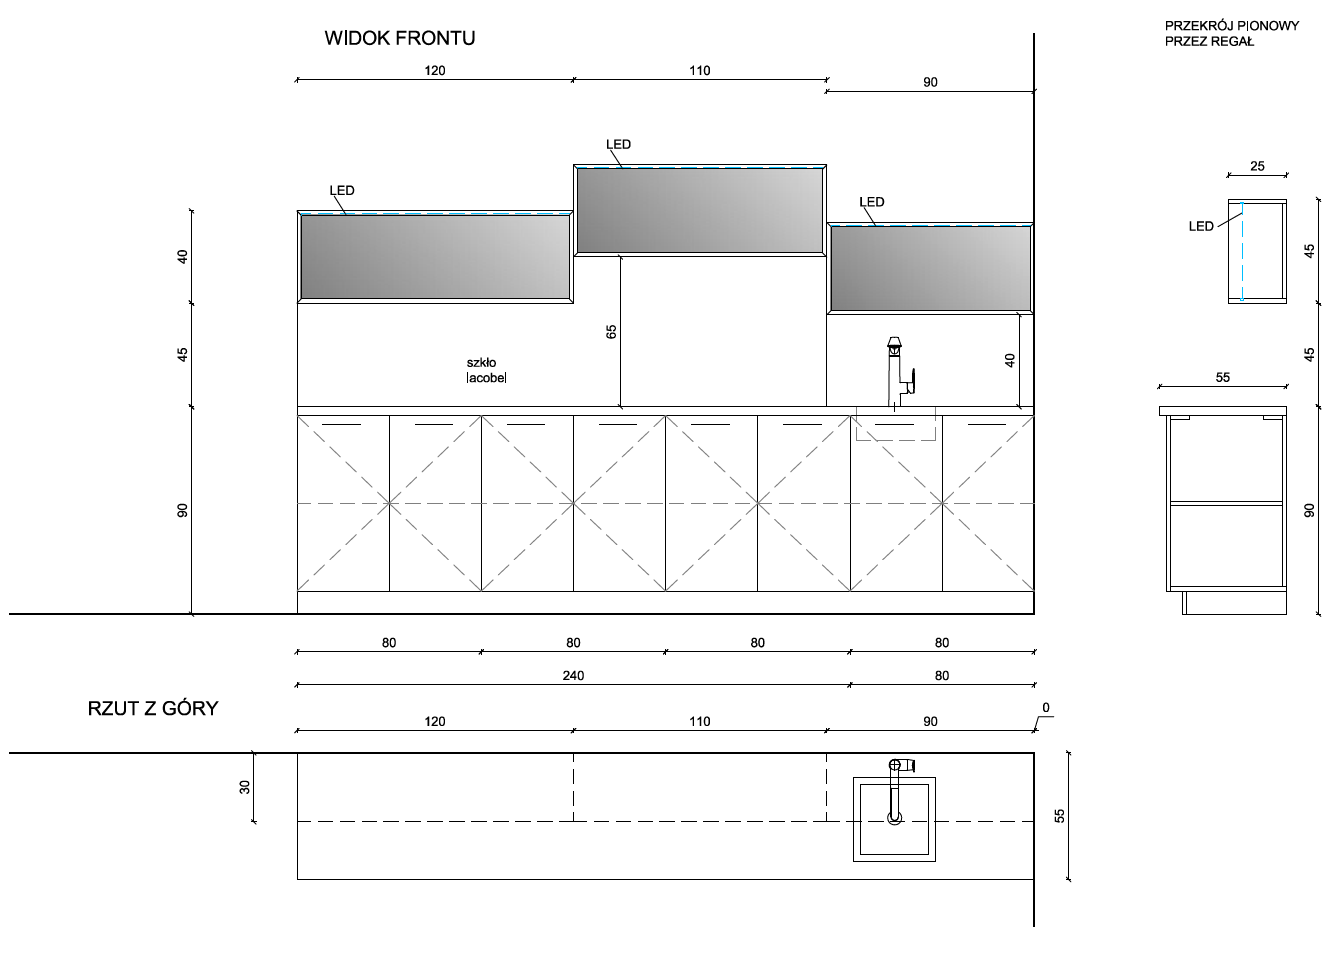 WIDOK FRONTU
PRZEKRÓJ PIONOWY
PRZEZ REGAŁ
120
110
90
LED
LED
LED
25
LED
40
45
90
65
40
szkło
lacobel
45
45
55
90
80
80
80
80
240
80
RZUT Z GÓRY
120
110
90
0
30
55